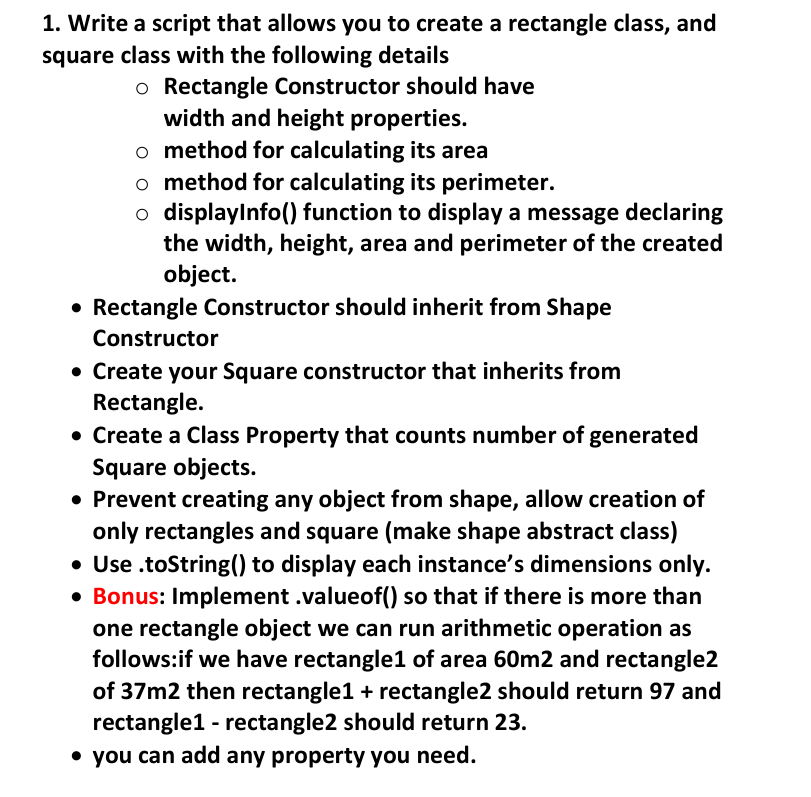 1. Write a script that allows you to create a rectangle class, and
square class with the following details
○ Rectangle Constructor should have
width and height properties.
○ method for calculating its area
○ method for calculating its perimeter.
○ displayInfo() function to display a message declaring
the width, height, area and perimeter of the created
object.
• Rectangle Constructor should inherit from Shape
Constructor
• Create your Square constructor that inherits from
Rectangle.
• Create a Class Property that counts number of generated
Square objects.
• Prevent creating any object from shape, allow creation of
only rectangles and square (make shape abstract class)
• Use .toString() to display each instance’s dimensions only.
• Bonus: Implement .valueof() so that if there is more than
one rectangle object we can run arithmetic operation as
follows:if we have rectangle1 of area 60m2 and rectangle2
of 37m2 then rectangle1 + rectangle2 should return 97 and
rectangle1 - rectangle2 should return 23.
• you can add any property you need.